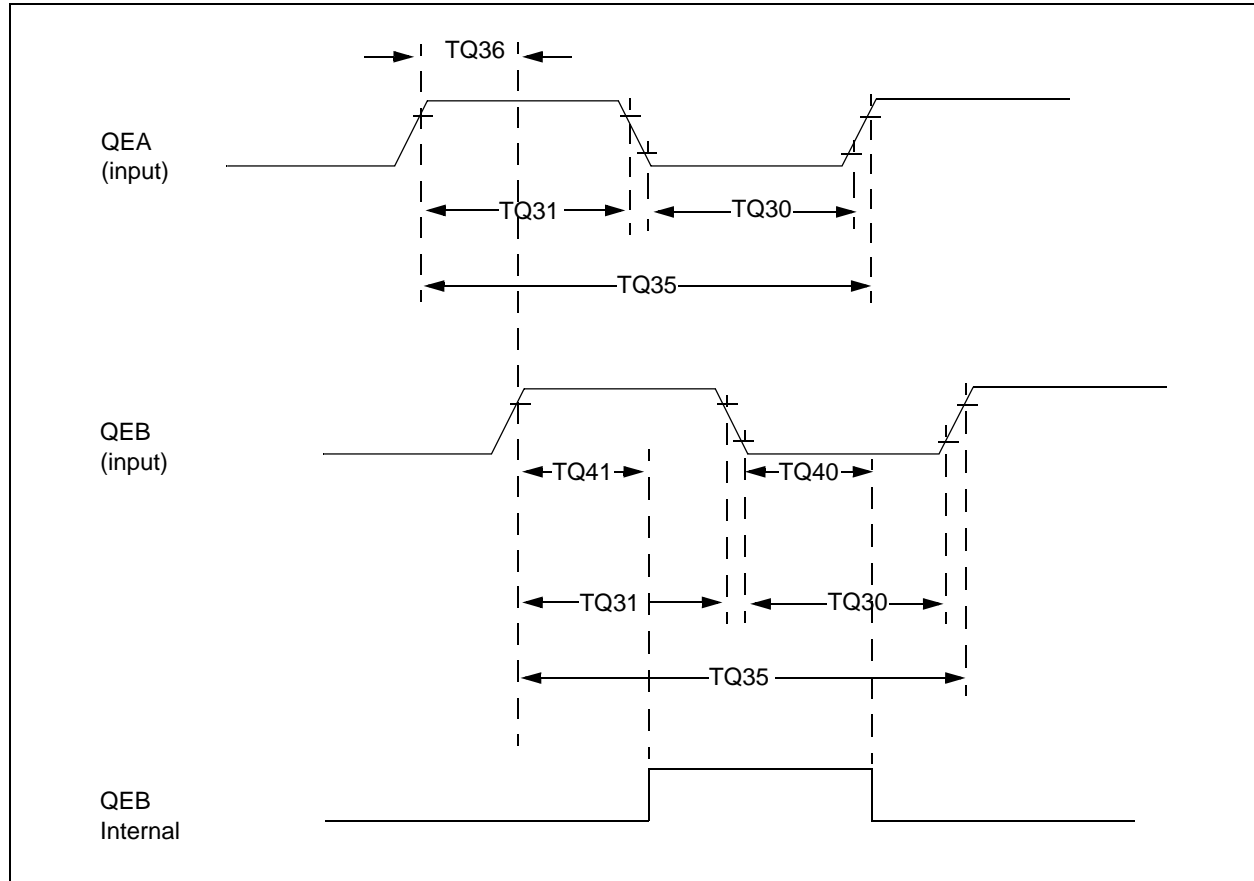 TQ36
QEA
(input)
TQ31
TQ30
TQ35
QEB
(input)
TQ41
TQ40
TQ31
TQ30
TQ35
QEB
Internal